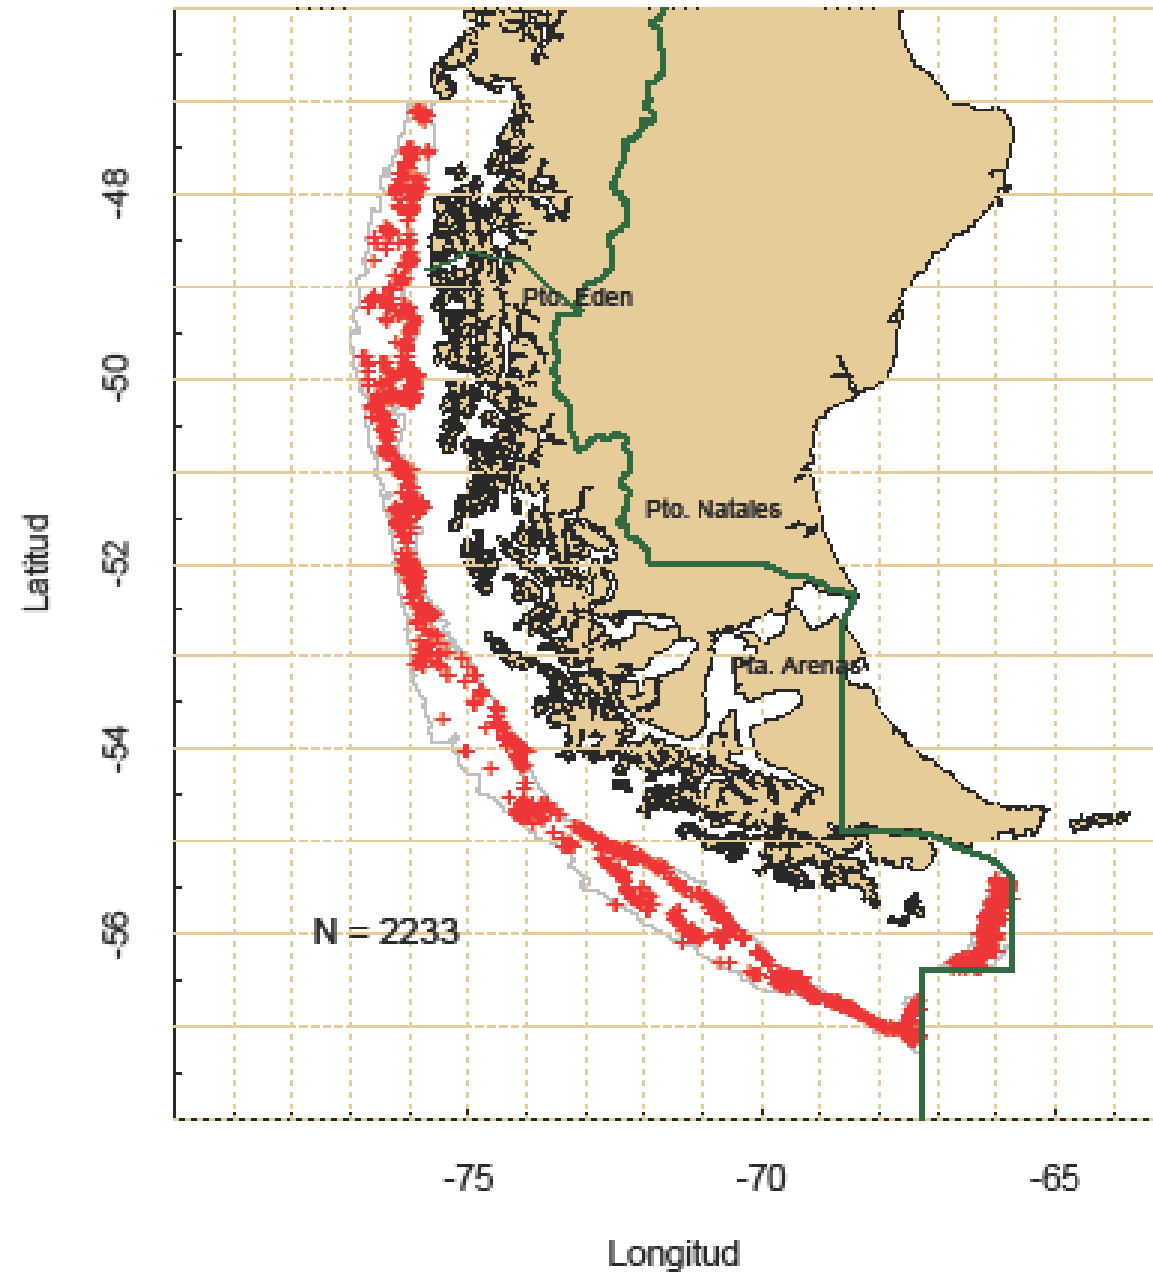 -48
Pto. Eden
-50
Pto. Natales
Latitud
-52
Pta. Arenas
-54
N = 2233
-56
-75
-70
-65
Longitud